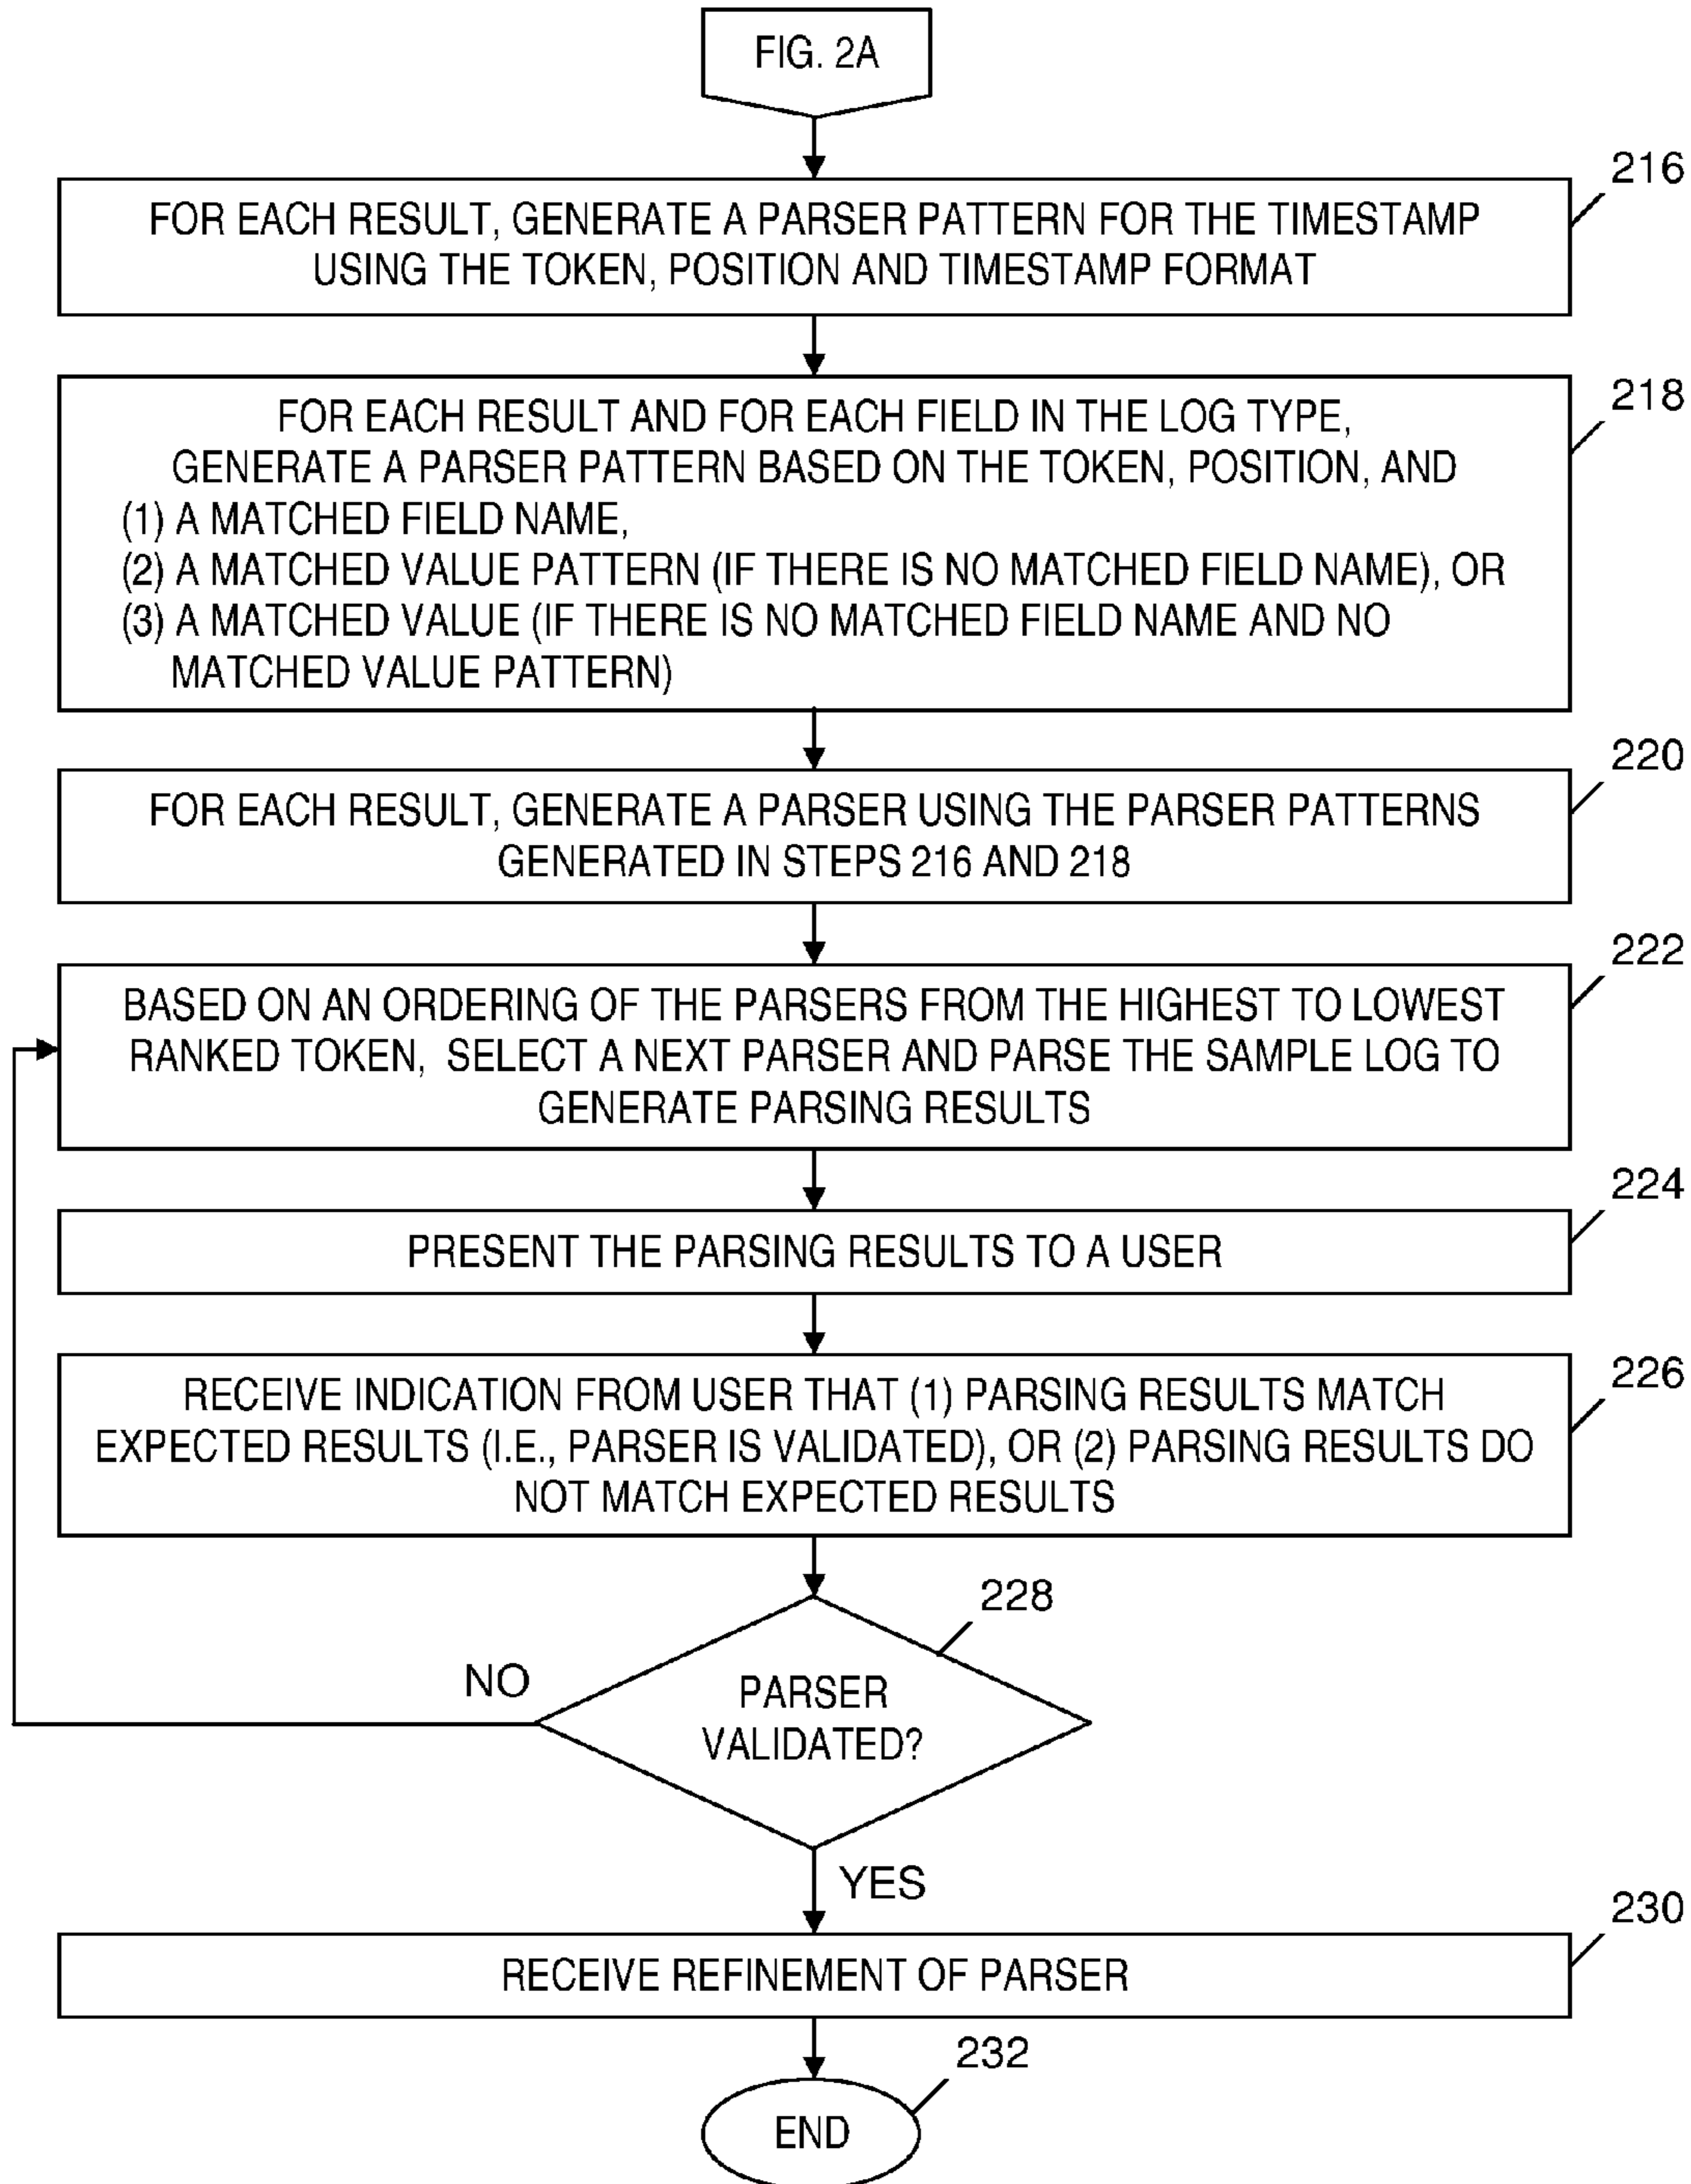 FIG. 2A
216
FOR EACH RESULT, GENERATE A PARSER PATTERN FOR THE TIMESTAMP
USING THE TOKEN, POSITION AND TIMESTAMP FORMAT
218
FOR EACH RESULT AND FOR EACH FIELD IN THE LOG TYPE,
GENERATE A PARSER PATTERN BASED ON THE TOKEN, POSITION, AND
(1) A MATCHED FIELD NAME,
(2) A MATCHED VALUE PATTERN (IF THERE IS NO MATCHED FIELD NAME), OR
(3) A MATCHED VALUE (IF THERE IS NO MATCHED FIELD NAME AND NO
MATCHED VALUE PATTERN)
220
FOR EACH RESULT, GENERATE A PARSER USING THE PARSER PATTERNS
GENERATED IN STEPS 216 AND 218
222
BASED ON AN ORDERING OF THE PARSERS FROM THE HIGHEST TO LOWEST
RANKED TOKEN, SELECT A NEXT PARSER AND PARSE THE SAMPLE LOG TO
GENERATE PARSING RESULTS
224
PRESENT THE PARSING RESULTS TO A USER
226
RECEIVE INDICATION FROM USER THAT (1) PARSING RESULTS MATCH
EXPECTED RESULTS (I.E., PARSER IS VALIDATED), OR (2) PARSING RESULTS DO
NOT MATCH EXPECTED RESULTS
228
NO
PARSER
VALIDATED?
YES
230
RECEIVE REFINEMENT OF PARSER
232
END